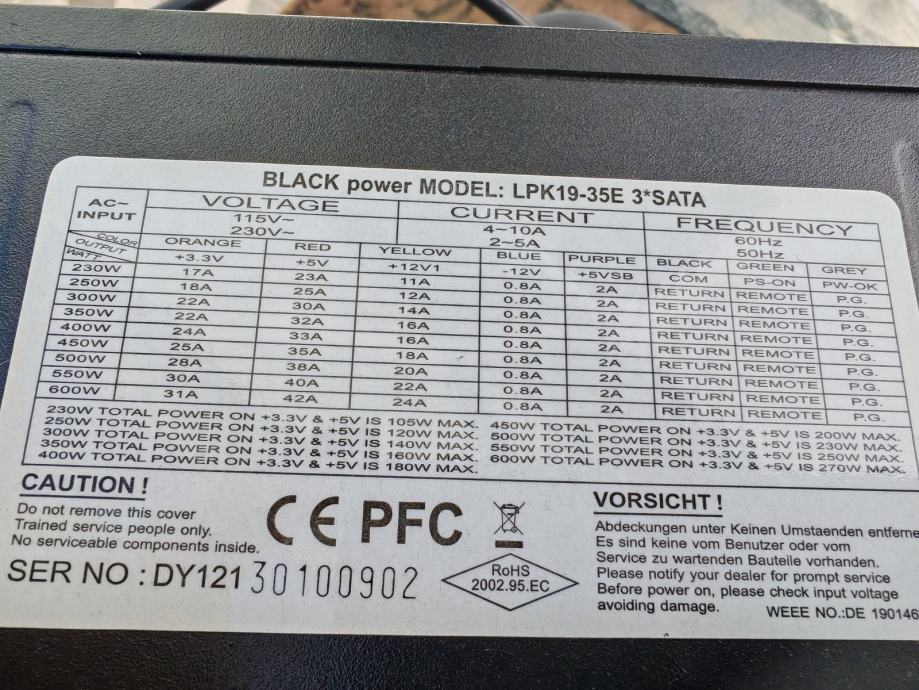 BLACK power MODEL: LPK19-35E 3*SATA
AC~ INPUT VOLTAGE CURRENT FREQUENCY
115V~ 4~10A 60Hz
230V~ 2~5A 50Hz
COLOR ORANGE RED YELLOW BLUE PURPLE BLACK GREEN GREY
WATT OUTPUT +3.3V +5V +12V1 -12V +5VSB COM PS-ON PW-OK
230W 17A 23A 11A 0.8A 2A RETURN REMOTE P.G.
250W 18A 25A 12A 0.8A 2A RETURN REMOTE P.G.
300W 22A 30A 14A 0.8A 2A RETURN REMOTE P.G.
350W 22A 32A 16A 0.8A 2A RETURN REMOTE P.G.
400W 24A 33A 16A 0.8A 2A RETURN REMOTE P.G.
450W 25A 35A 18A 0.8A 2A RETURN REMOTE P.G.
500W 28A 38A 20A 0.8A 2A RETURN REMOTE P.G.
550W 30A 40A 22A 0.8A 2A RETURN REMOTE P.G.
600W 31A 42A 24A 0.8A 2A RETURN REMOTE P.G.
230W TOTAL POWER ON +3.3V & +5V IS 105W MAX.
250W TOTAL POWER ON +3.3V & +5V IS 120W MAX.
300W TOTAL POWER ON +3.3V & +5V IS 140W MAX.
350W TOTAL POWER ON +3.3V & +5V IS 160W MAX.
400W TOTAL POWER ON +3.3V & +5V IS 180W MAX.
450W TOTAL POWER ON +3.3V & +5V IS 200W MAX.
500W TOTAL POWER ON +3.3V & +5V IS 230W MAX.
550W TOTAL POWER ON +3.3V & +5V IS 250W MAX.
600W TOTAL POWER ON +3.3V & +5V IS 270W MAX.
CAUTION !
Do not remove this cover
Trained service people only.
No serviceable components inside.
CE PFC
RoHS
2002.95.EC
SER NO : DY121 30100902
VORSICHT !
Abdeckungen unter Keinen Umstaenden entferne
Es sind keine vom Benutzer oder vom
Service zu wartenden Bauteile vorhanden.
Please notify your dealer for prompt service
Before power on, please check input voltage
avoiding damage.
WEEE NO.:DE 190146